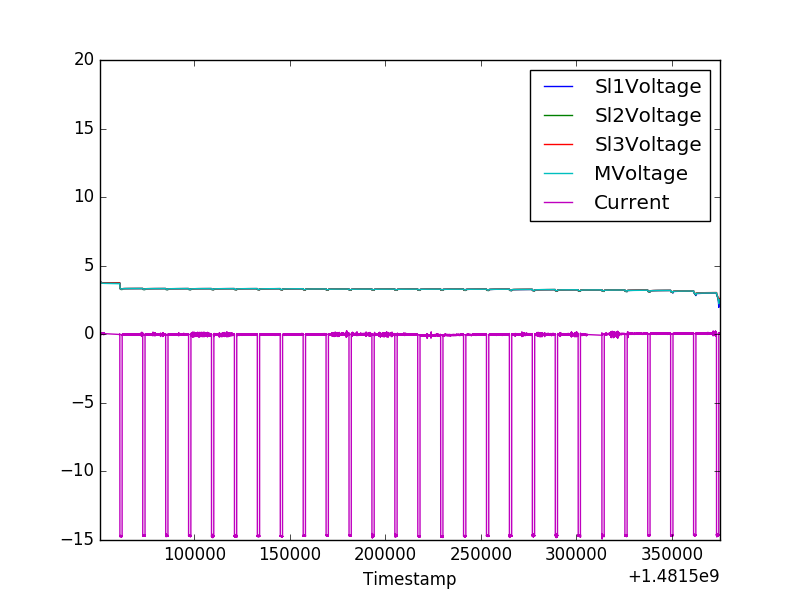 20
15
10
5
0
−5
−10
−15
Sl1Voltage
Sl2Voltage
Sl3Voltage
MVoltage
Current
100000 150000 200000 250000 300000 350000
Timestamp
+1.4815e9